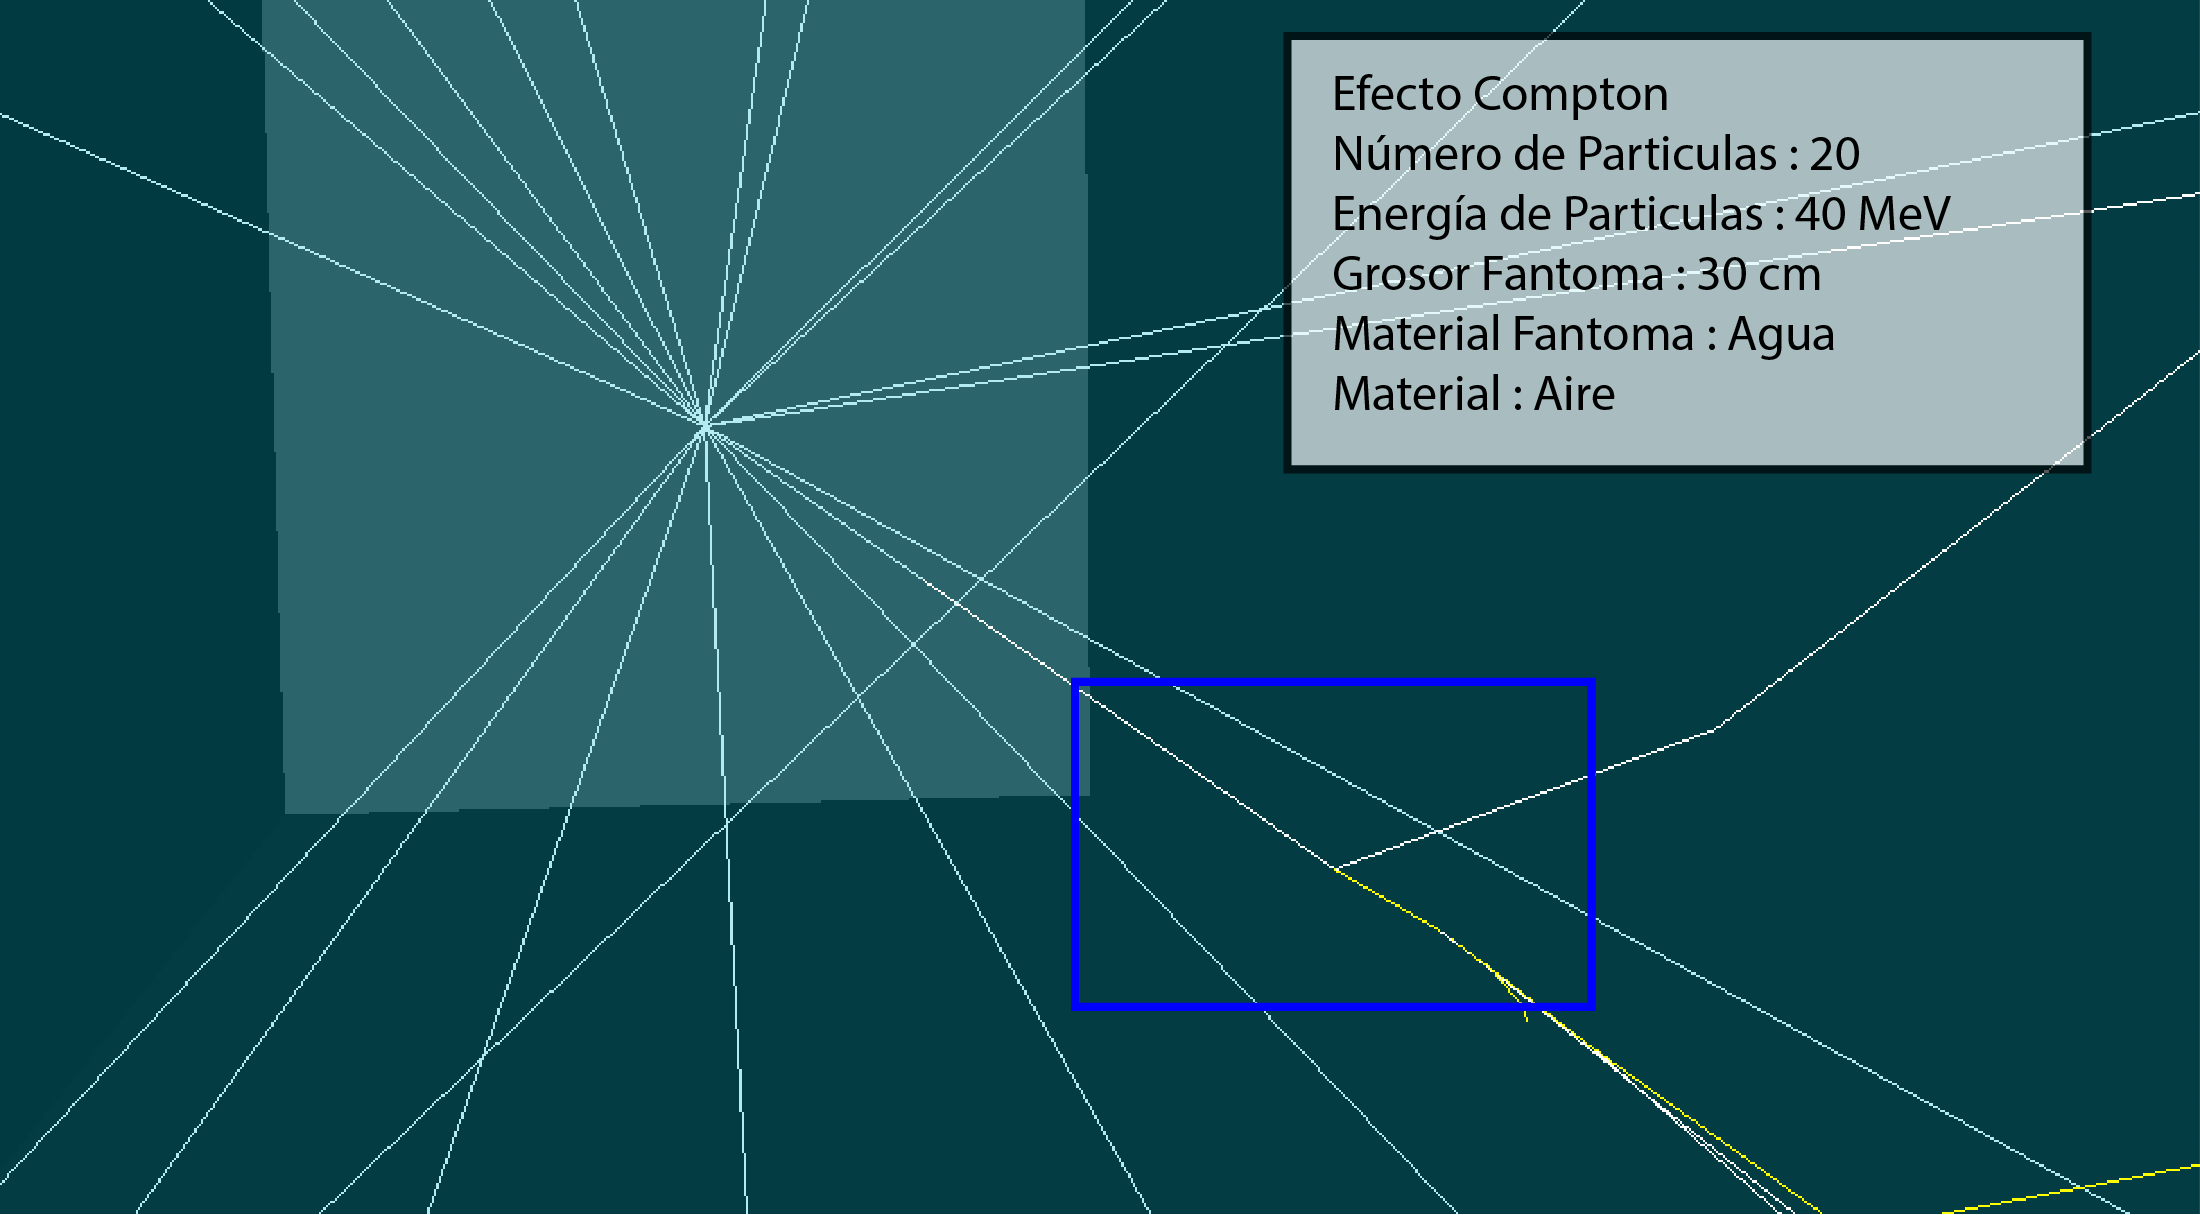 Efecto Compton
Número de Particulas : 20
Energía de Particulas : 40 MeV
Grosor Fantoma : 30 cm
Material Fantoma : Agua
Material : Aire